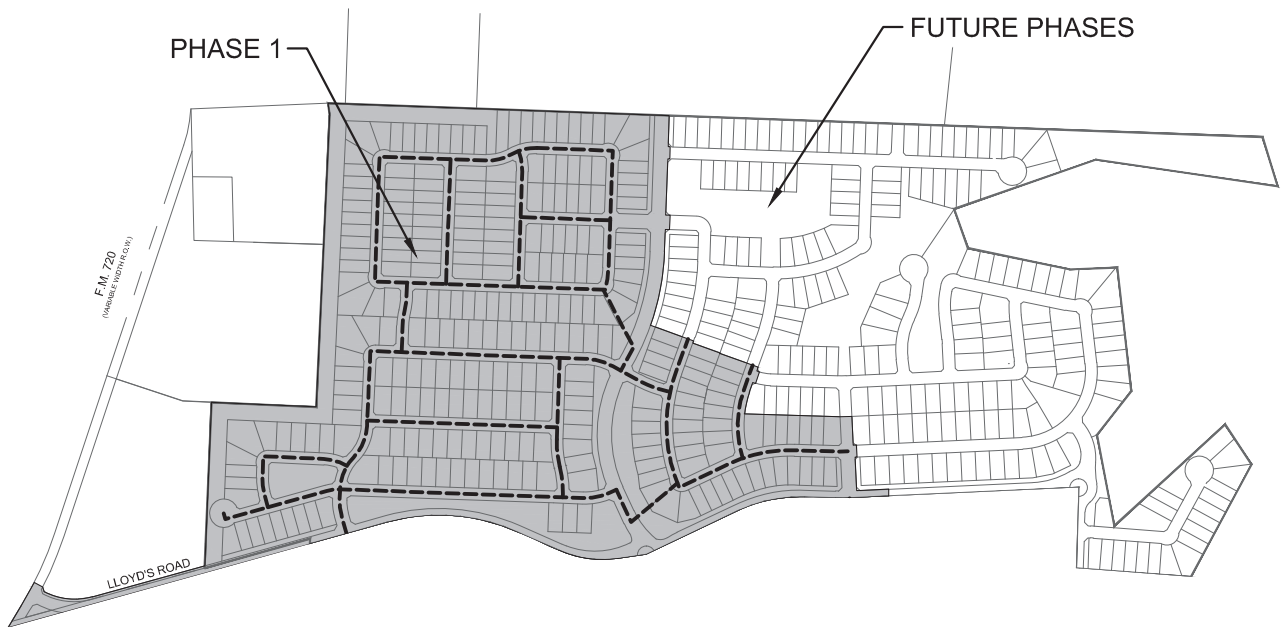 PHASE 1
FUTURE PHASES
F.M. 720
(VARIABLE WIDTH R.O.W.)
LLOYD'S ROAD